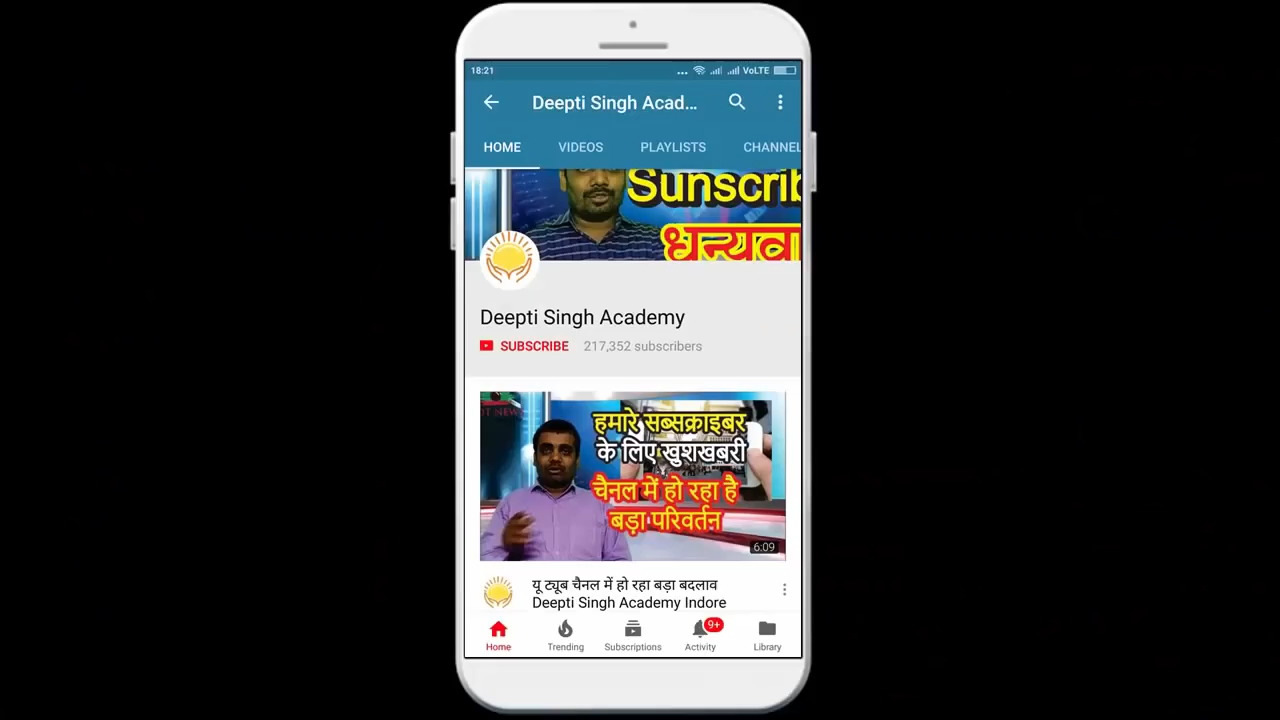 18:21
VoLTE
Deepti Singh Acad...
HOME
VIDEOS
PLAYLISTS
CHANNEL
Sunscrib
धन्यवा
Deepti Singh Academy
SUBSCRIBE
217,352 subscribers
हमारे सब्सक्राइबर
के लिए खुशखबरी
चैनल में हो रहा है
बड़ा परिवर्तन
6:09
यू ट्यूब चैनल में हो रहा बड़ा बदलाव
Deepti Singh Academy Indore
9+
Home
Trending
Subscriptions
Activity
Library